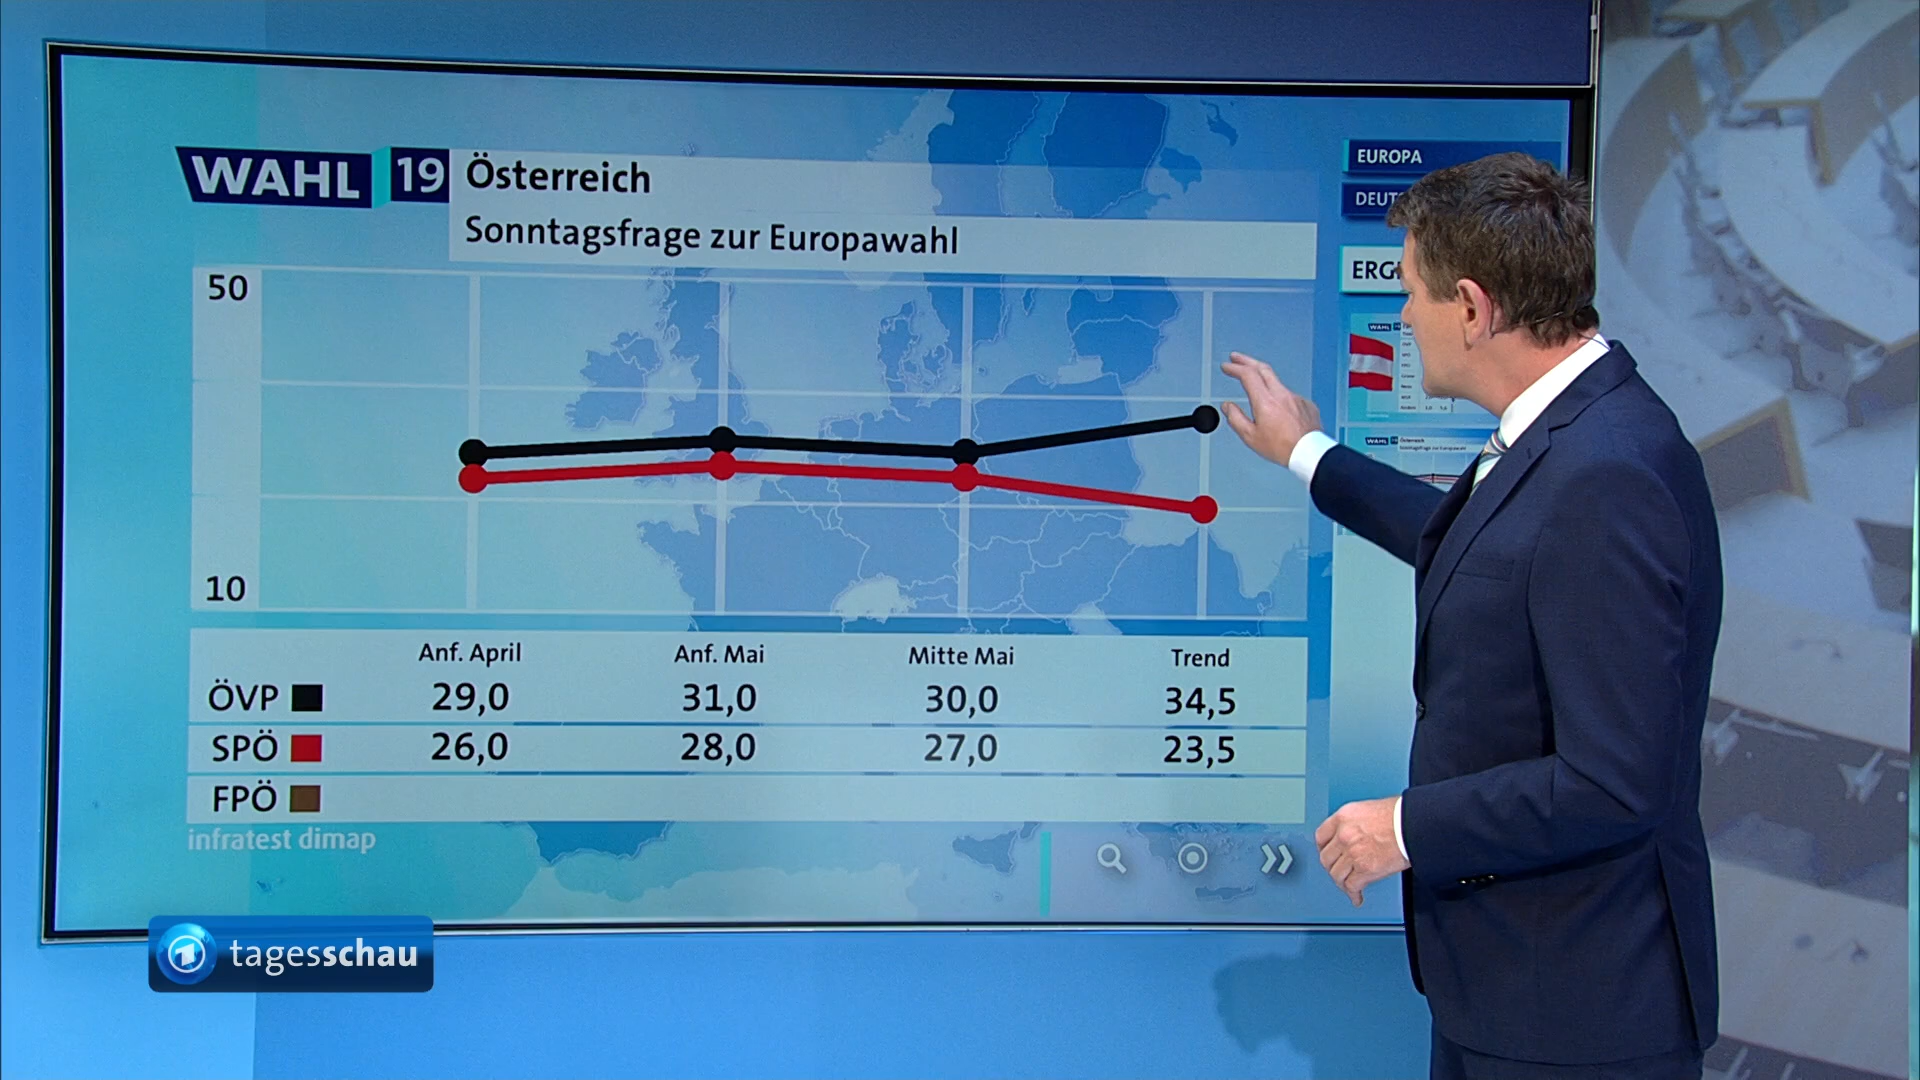 WAHL 19 Österreich
Sonntagsfrage zur Europawahl
EUROPA
50
10
Anf. April Anf. Mai Mitte Mai Trend
ÖVP 29,0 31,0 30,0 34,5
SPÖ 26,0 28,0 27,0 23,5
FPÖ
infratest dimap
1 tagesschau